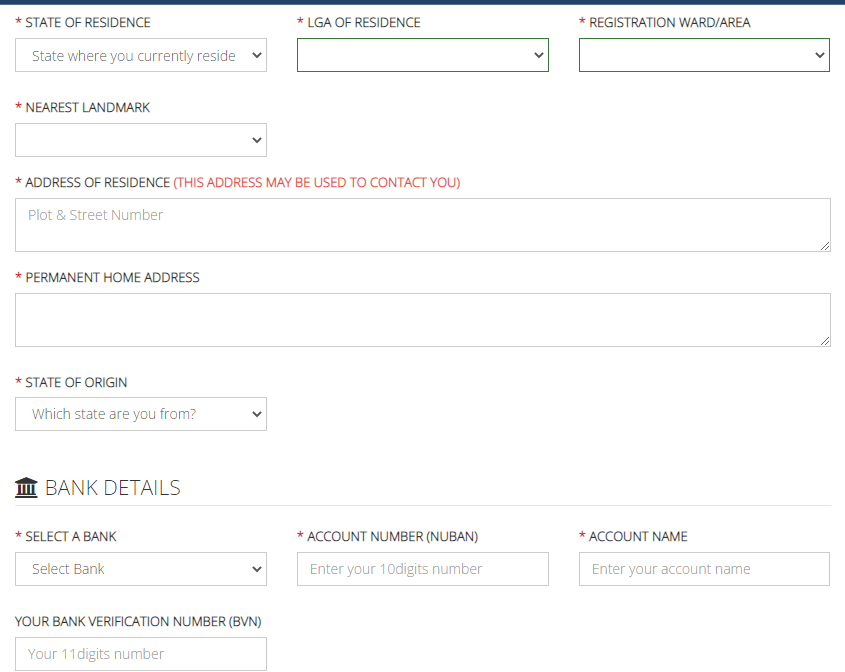 * STATE OF RESIDENCE
* LGA OF RESIDENCE
* REGISTRATION WARD/AREA
State where you currently reside
* NEAREST LANDMARK
* ADDRESS OF RESIDENCE (THIS ADDRESS MAY BE USED TO CONTACT YOU)
Plot & Street Number
* PERMANENT HOME ADDRESS
* STATE OF ORIGIN
Which state are you from?
BANK DETAILS
* SELECT A BANK
* ACCOUNT NUMBER (NUBAN)
* ACCOUNT NAME
Select Bank
Enter your 10digits number
Enter your account name
YOUR BANK VERIFICATION NUMBER (BVN)
Your 11digits number